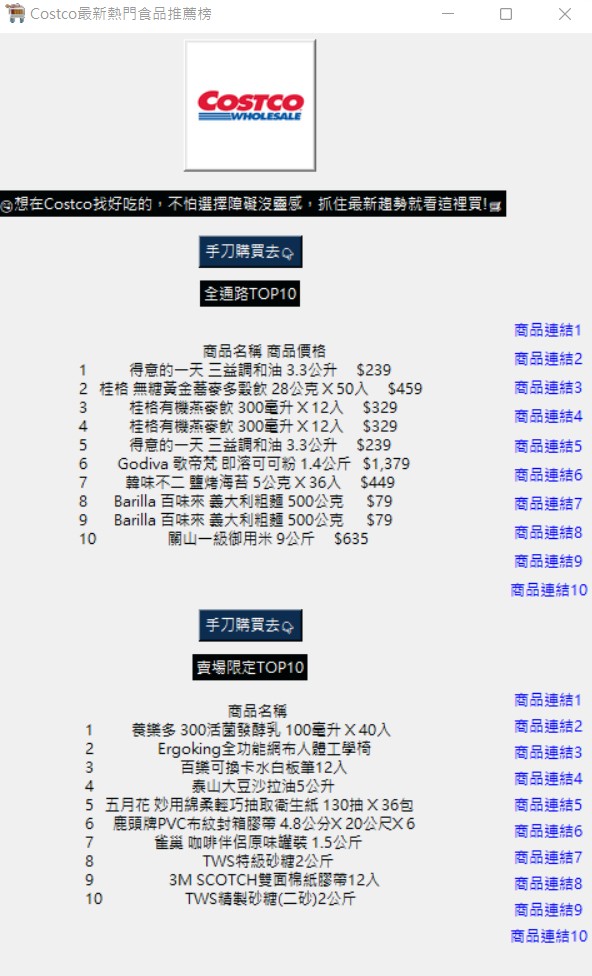 Costco最新熱門食品推薦榜
COSTCO
WHOLESALE
想在Costco找好吃的，不怕選擇障礙沒靈感，抓住最新趨勢就看這裡買!
手刀購買去
全通路TOP10
商品名稱 商品價格
1 得意的一天 三益調和油 3.3公升 $239
2 桂格 無糖黃金蕎麥多穀飲 28公克 X 50入 $459
3 桂格有機燕麥飲 300毫升 X 12入 $329
4 桂格有機燕麥飲 300毫升 X 12入 $329
5 得意的一天 三益調和油 3.3公升 $239
6 Godiva 歌帝梵 即溶可可粉 1.4公斤 $1,379
7 韓味不二 鹽烤海苔 5公克 X 36入 $449
8 Barilla 百味來 義大利粗麵 500公克 $79
9 Barilla 百味來 義大利粗麵 500公克 $79
10 關山一級御用米 9公斤 $635
商品連結1
商品連結2
商品連結3
商品連結4
商品連結5
商品連結6
商品連結7
商品連結8
商品連結9
商品連結10
手刀購買去
賣場限定TOP10
商品名稱
1 養樂多 300活菌發酵乳 100毫升 X 40入
2 Ergoking全功能網布人體工學椅
3 百樂可換卡水白板筆12入
4 泰山大豆沙拉油5公升
5 五月花 妙用綿柔輕巧抽取衛生紙 130抽 X 36包
6 鹿頭牌PVC布紋封箱膠帶 4.8公分X 20公尺X 6
7 雀巢 咖啡伴侶原味罐裝 1.5公斤
8 TWS特級砂糖2公斤
9 3M SCOTCH雙面棉紙膠帶12入
10 TWS精製砂糖(二砂)2公斤
商品連結1
商品連結2
商品連結3
商品連結4
商品連結5
商品連結6
商品連結7
商品連結8
商品連結9
商品連結10